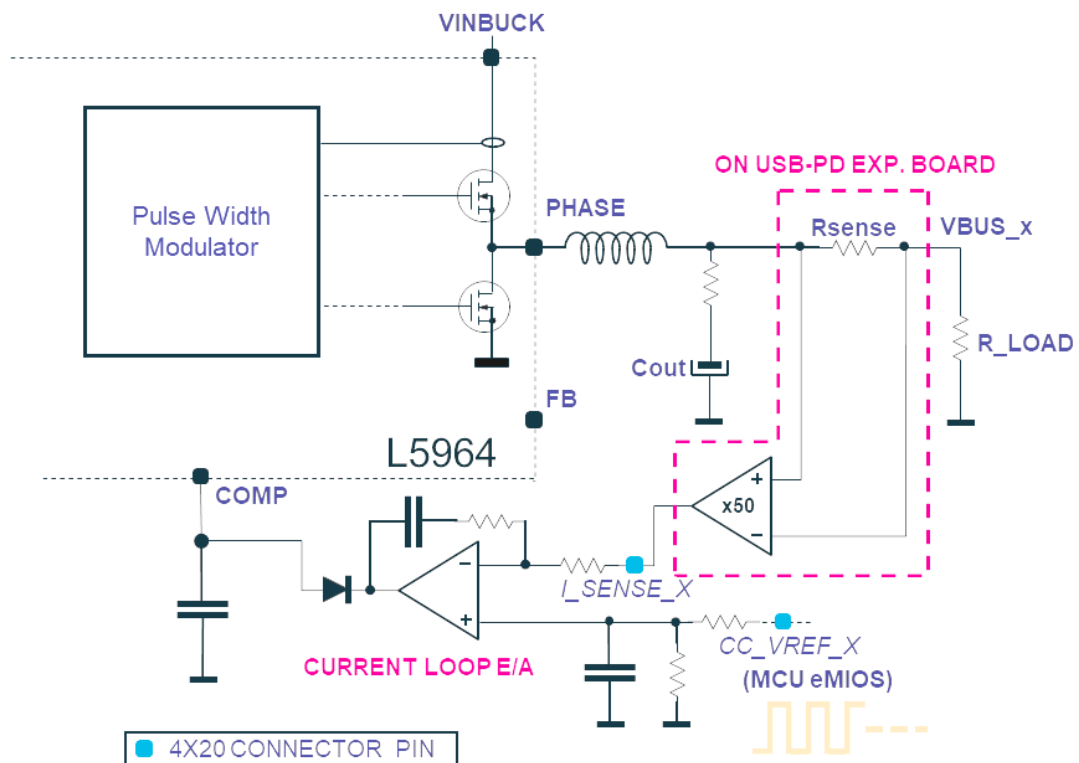 VINBUCK
Pulse Width
Modulator
ON USB-PD EXP. BOARD
PHASE
Rsense
VBUS_x
R_LOAD
Cout
FB
L5964
COMP
+
x50
−
−
I_SENSE_X
+
CC_VREF_X
CURRENT LOOP E/A
(MCU eMIOS)
4X20 CONNECTOR PIN